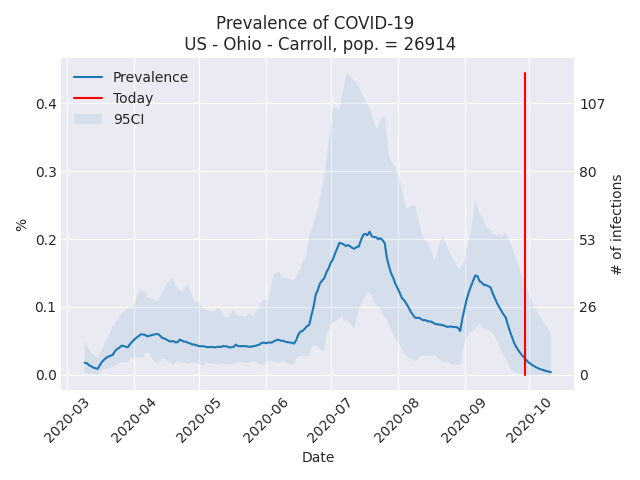 Prevalence of COVID-19
US - Ohio - Carroll, pop. = 26914
Prevalence
Today
95CI
0.4
0.3
0.2
0.1
0.0
%
107
80
53
26
0
# of infections
2020-03
2020-04
2020-05
2020-06
2020-07
2020-08
2020-09
2020-10
Date